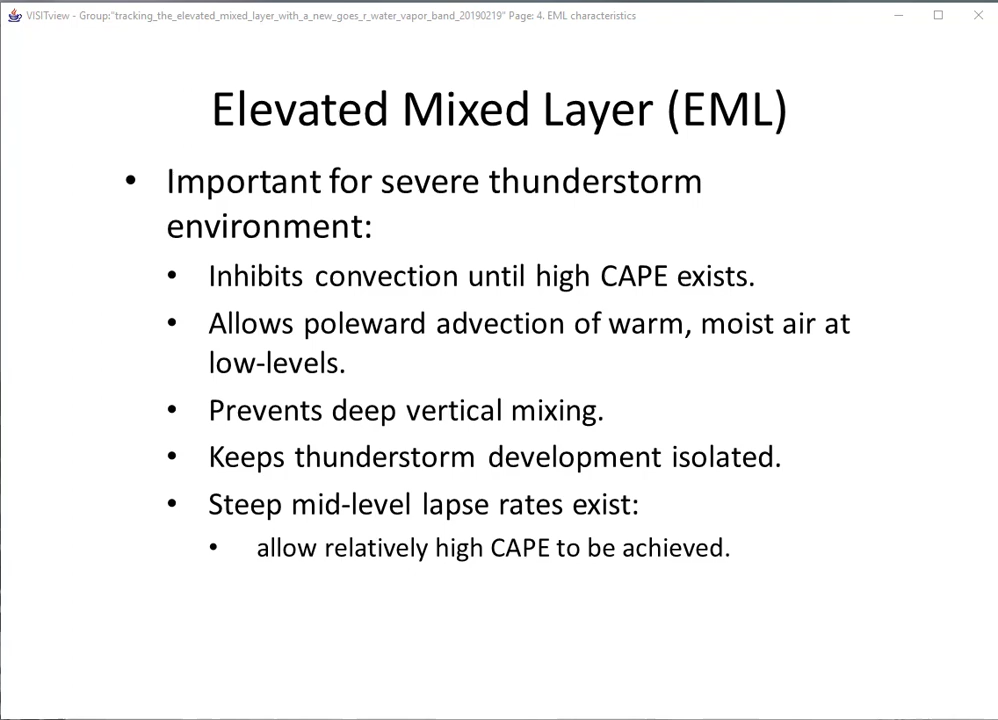 VISITview - Group:"tracking_the_elevated_mixed_layer_with_a_new_goes_r_water_vapor_band_20190219" Page: 4. EML characteristics
Elevated Mixed Layer (EML)
• Important for severe thunderstorm
environment:
• Inhibits convection until high CAPE exists.
• Allows poleward advection of warm, moist air at
low-levels.
• Prevents deep vertical mixing.
• Keeps thunderstorm development isolated.
• Steep mid-level lapse rates exist:
• allow relatively high CAPE to be achieved.